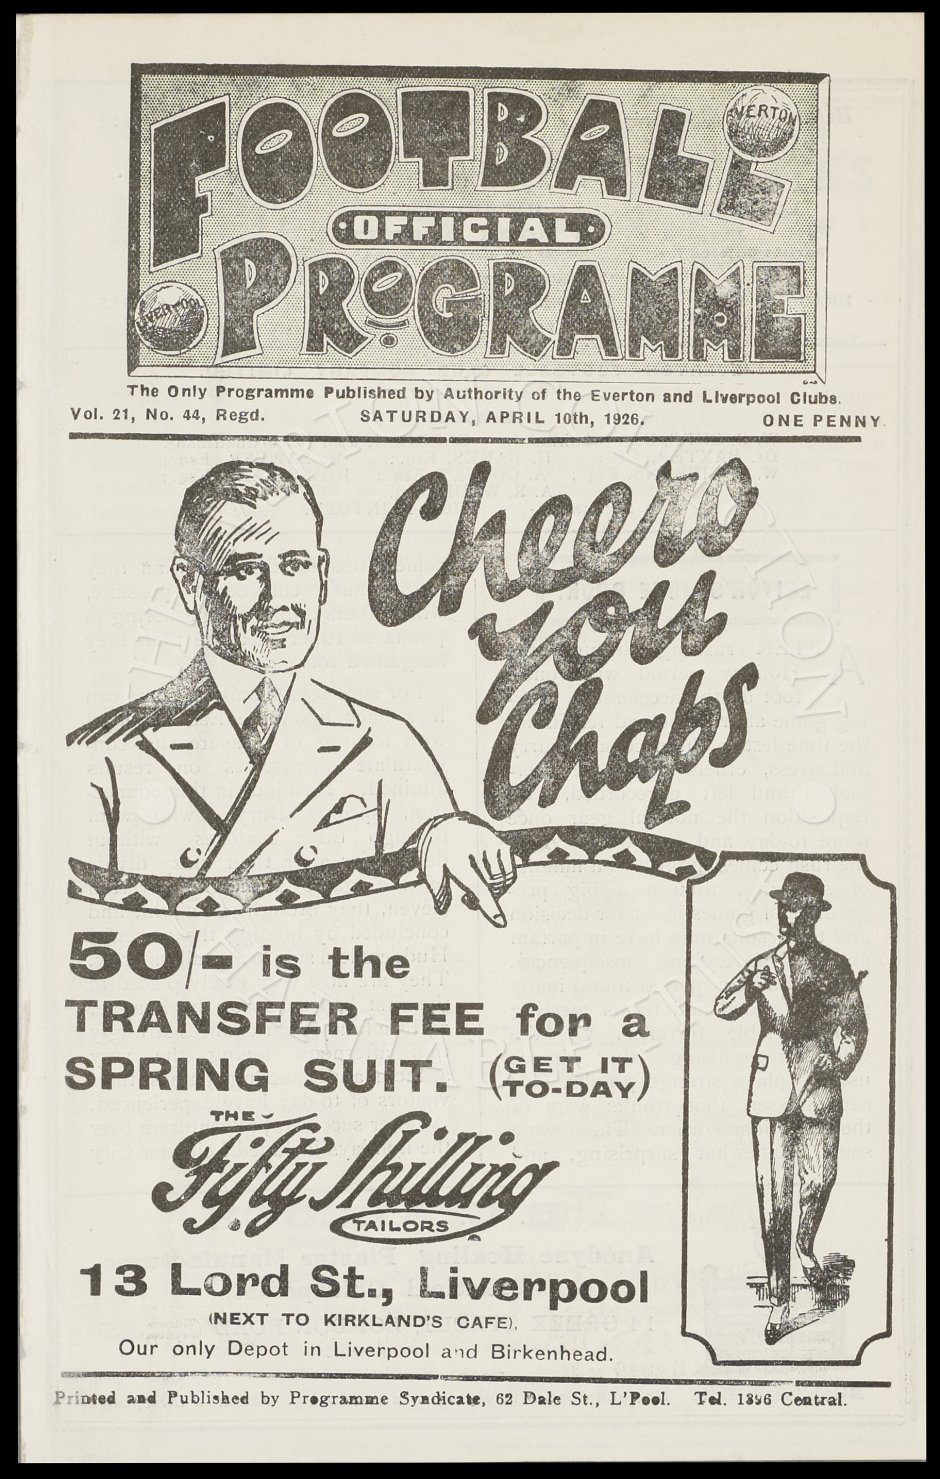 FOOTBALL
EVERTON
·OFFICIAL·
PROGRAMME
LIVERPOOL
The Only Programme Published by Authority of the Everton and Liverpool Clubs.
Vol. 21, No. 44, Regd. SATURDAY, APRIL 10th, 1926. ONE PENNY
Cheero
you
Chaps
50/- is the
TRANSFER FEE for a
SPRING SUIT. (GET IT TO-DAY)
THE
Fifty Shilling
TAILORS
13 Lord St., Liverpool
(NEXT TO KIRKLAND'S CAFE),
Our only Depot in Liverpool and Birkenhead.
Printed and Published by Programme Syndicate, 62 Dale St., L'Pool. Tel. 1896 Central.